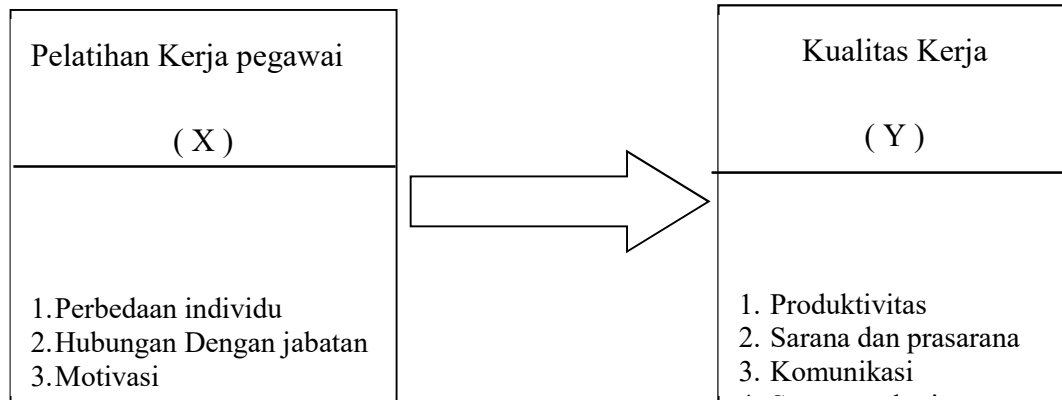 Pelatihan Kerja pegawai
( X )
1.Perbedaan individu
2.Hubungan Dengan jabatan
3.Motivasi
Kualitas Kerja
( Y )
1. Produktivitas
2. Sarana dan prasarana
3. Komunikasi